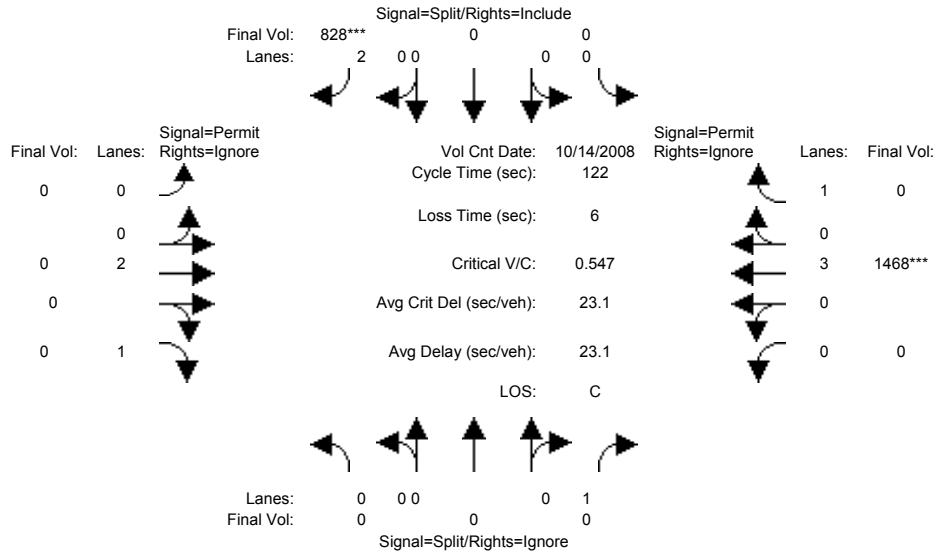 Signal=Split/Rights=Include
Final Vol: 828*** 0 0
Lanes: 2 0 0 0 0
Signal=Permit Signal=Permit
Final Vol: Lanes: Rights=Ignore Vol Cnt Date: 10/14/2008 Rights=Ignore Lanes: Final Vol:
Cycle Time (sec): 122
0 0 1 0
Loss Time (sec): 6
0 0
0 2 Critical V/C: 0.547 3 1468***
0 Avg Crit Del (sec/veh): 23.1 0
0 1 Avg Delay (sec/veh): 23.1 0 0
LOS: C
Lanes: 0 0 0 0 1
Final Vol: 0 0 0
Signal=Split/Rights=Ignore